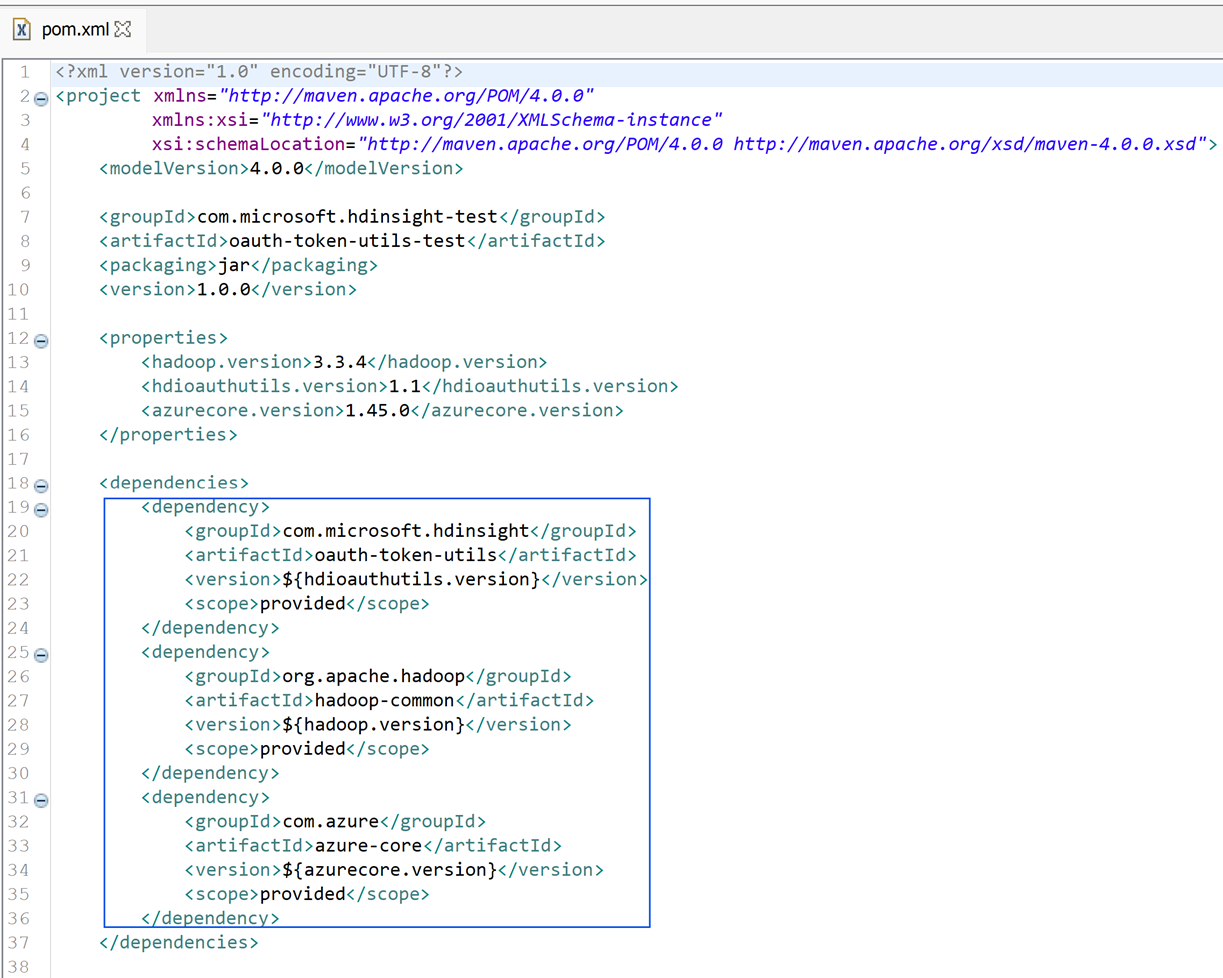 pom.xml
1 <?xml version="1.0" encoding="UTF-8"?>
2 <project xmlns="http://maven.apache.org/POM/4.0.0"
3 xmlns:xsi="http://www.w3.org/2001/XMLSchema-instance"
4 xsi:schemaLocation="http://maven.apache.org/POM/4.0.0 http://maven.apache.org/xsd/maven-4.0.0.xsd">
5 <modelVersion>4.0.0</modelVersion>
6
7 <groupId>com.microsoft.hdinsight-test</groupId>
8 <artifactId>oauth-token-utils-test</artifactId>
9 <packaging>jar</packaging>
10 <version>1.0.0</version>
11
12 <properties>
13 <hadoop.version>3.3.4</hadoop.version>
14 <hdioauthutils.version>1.1</hdioauthutils.version>
15 <azurecore.version>1.45.0</azurecore.version>
16 </properties>
17
18 <dependencies>
19 <dependency>
20 <groupId>com.microsoft.hdinsight</groupId>
21 <artifactId>oauth-token-utils</artifactId>
22 <version>${hdioauthutils.version}</version>
23 <scope>provided</scope>
24 </dependency>
25 <dependency>
26 <groupId>org.apache.hadoop</groupId>
27 <artifactId>hadoop-common</artifactId>
28 <version>${hadoop.version}</version>
29 <scope>provided</scope>
30 </dependency>
31 <dependency>
32 <groupId>com.azure</groupId>
33 <artifactId>azure-core</artifactId>
34 <version>${azurecore.version}</version>
35 <scope>provided</scope>
36 </dependency>
37 </dependencies>
38